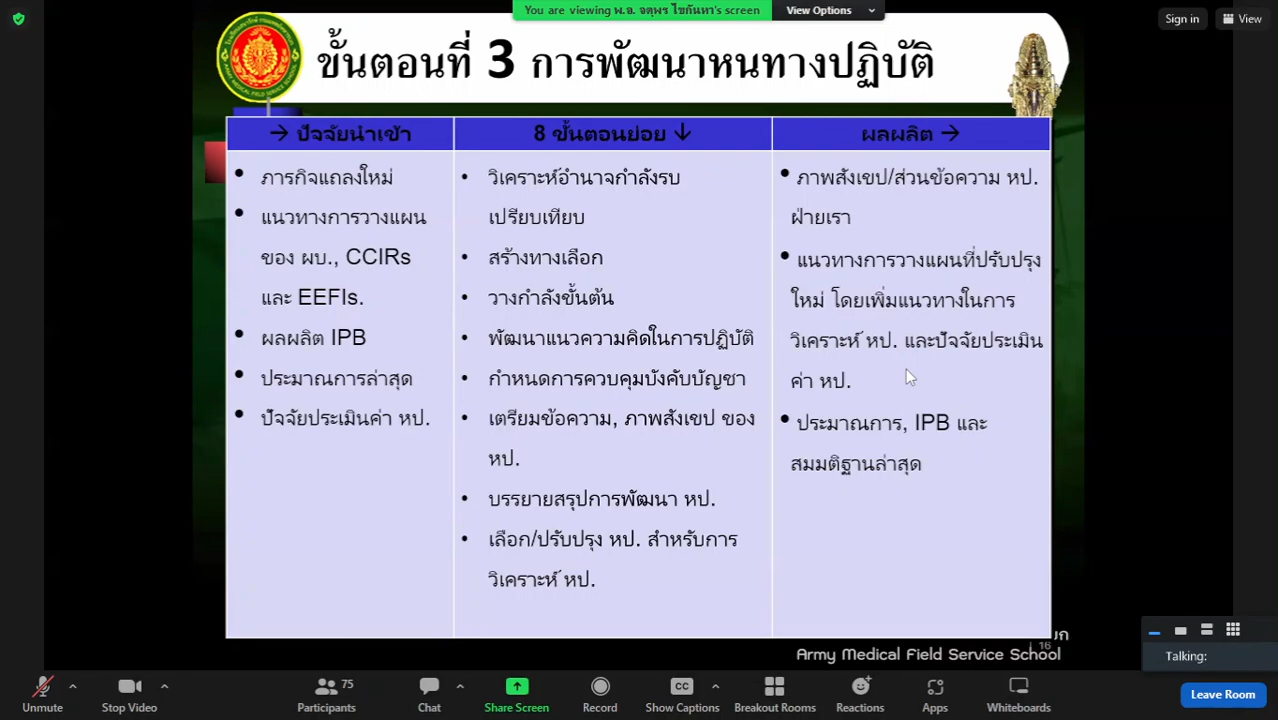 You are viewing พ.อ. จตุพร ไขกันหา's screen
View Options
Sign in
View
ขั้นตอนที่ 3 การพัฒนาหนทางปฏิบัติ
→ ปัจจัยนำเข้า
8 ขั้นตอนย่อย ↓
ผลผลิต →
• ภารกิจแถลงใหม่
• แนวทางการวางแผน
ของ ผบ., CCIRs
และ EEFIs.
• ผลผลิต IPB
• ประมาณการล่าสุด
• ปัจจัยประเมินค่า หป.
• วิเคราะห์อำนาจกำลังรบ
เปรียบเทียบ
• สร้างทางเลือก
• วางกำลังขั้นต้น
• พัฒนาแนวความคิดในการปฏิบัติ
• กำหนดการควบคุมบังคับบัญชา
• เตรียมข้อความ, ภาพสังเขป ของ
หป.
• บรรยายสรุปการพัฒนา หป.
• เลือก/ปรับปรุง หป. สำหรับการ
วิเคราะห์ หป.
• ภาพสังเขป/ส่วนข้อความ หป.
ฝ่ายเรา
• แนวทางการวางแผนที่ปรับปรุง
ใหม่ โดยเพิ่มแนวทางในการ
วิเคราะห์ หป. และปัจจัยประเมิน
ค่า หป.
• ประมาณการ, IPB และ
สมมติฐานล่าสุด
16
Army Medical Field Service School
Talking:
Unmute
Stop Video
Participants
75
Chat
Share Screen
Record
CC
Show Captions
Breakout Rooms
Reactions
Apps
Whiteboards
Leave Room